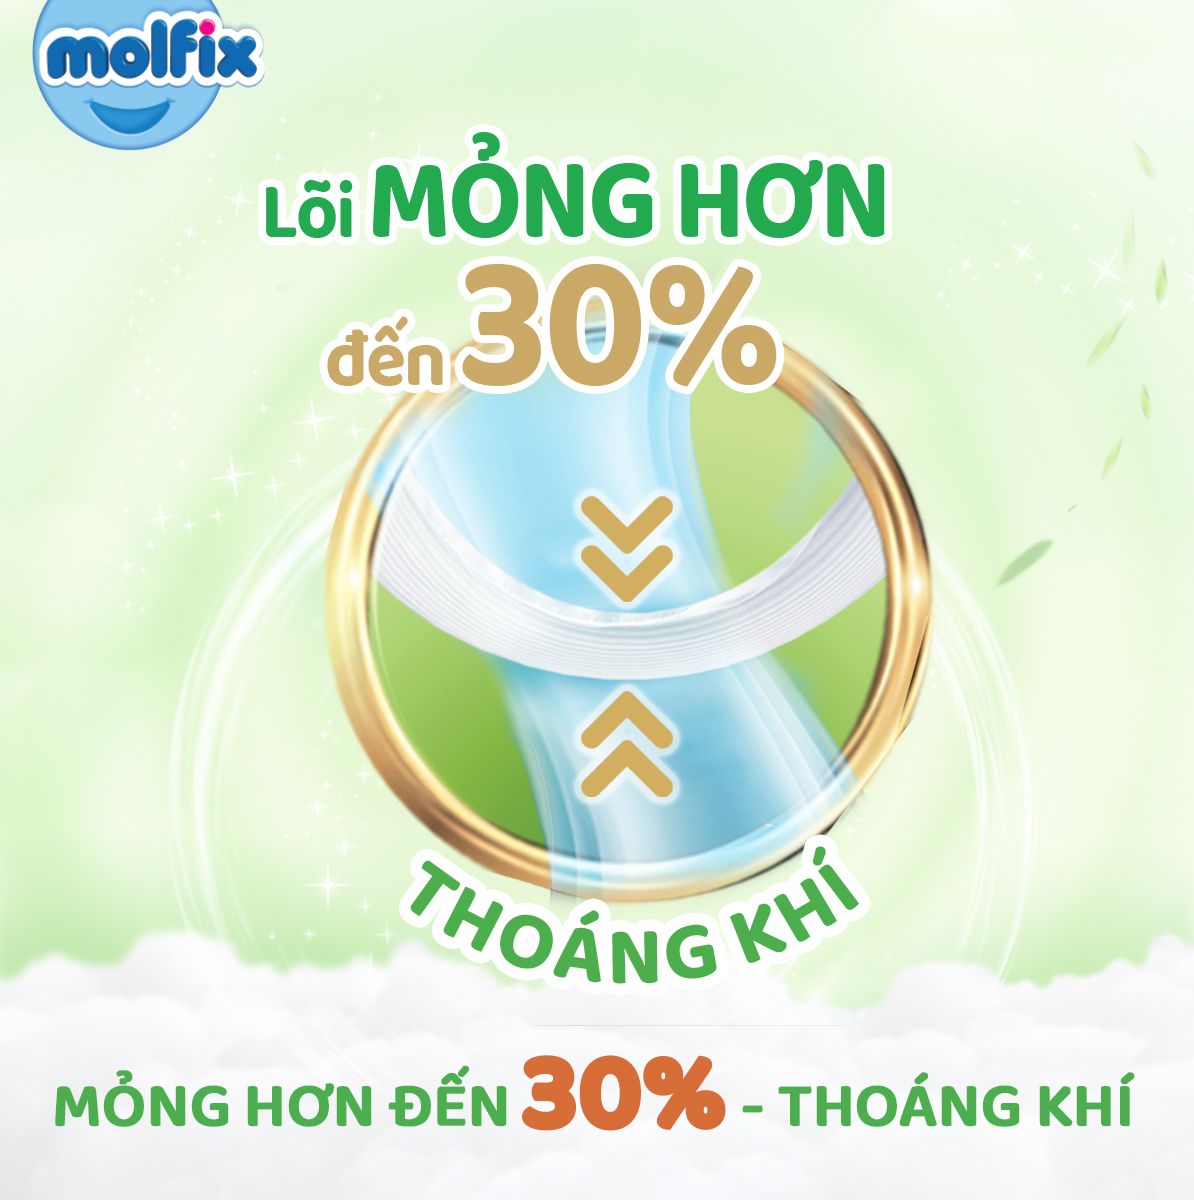 molfix
Lõi MỎNG HƠN
đến 30%
THOÁNG KHÍ
MỎNG HƠN ĐẾN 30% - THOÁNG KHÍ